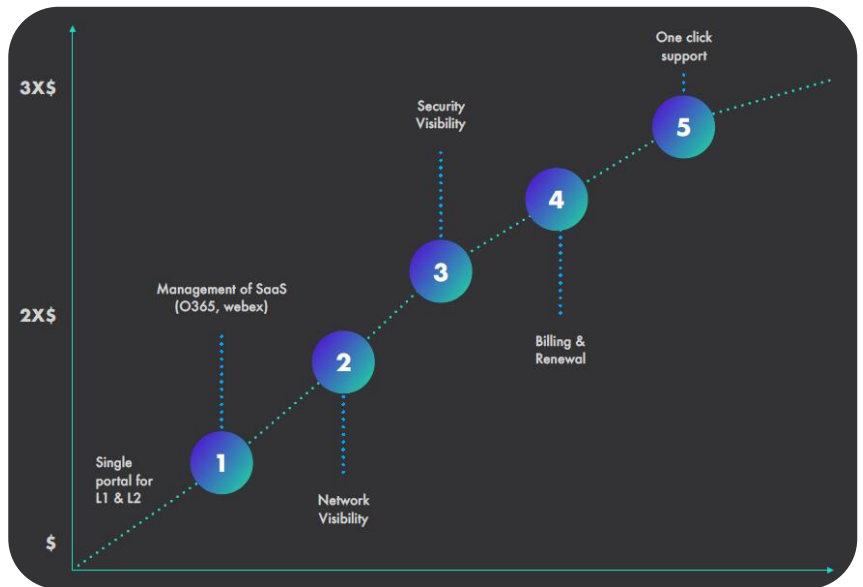 One click
support
3X$
5
Security
Visibility
4
3
Management of SaaS
(O365, webex)
2X$
Billing &
Renewal
2
Single
portal for
L1 & L2
1
Network
Visibility
$